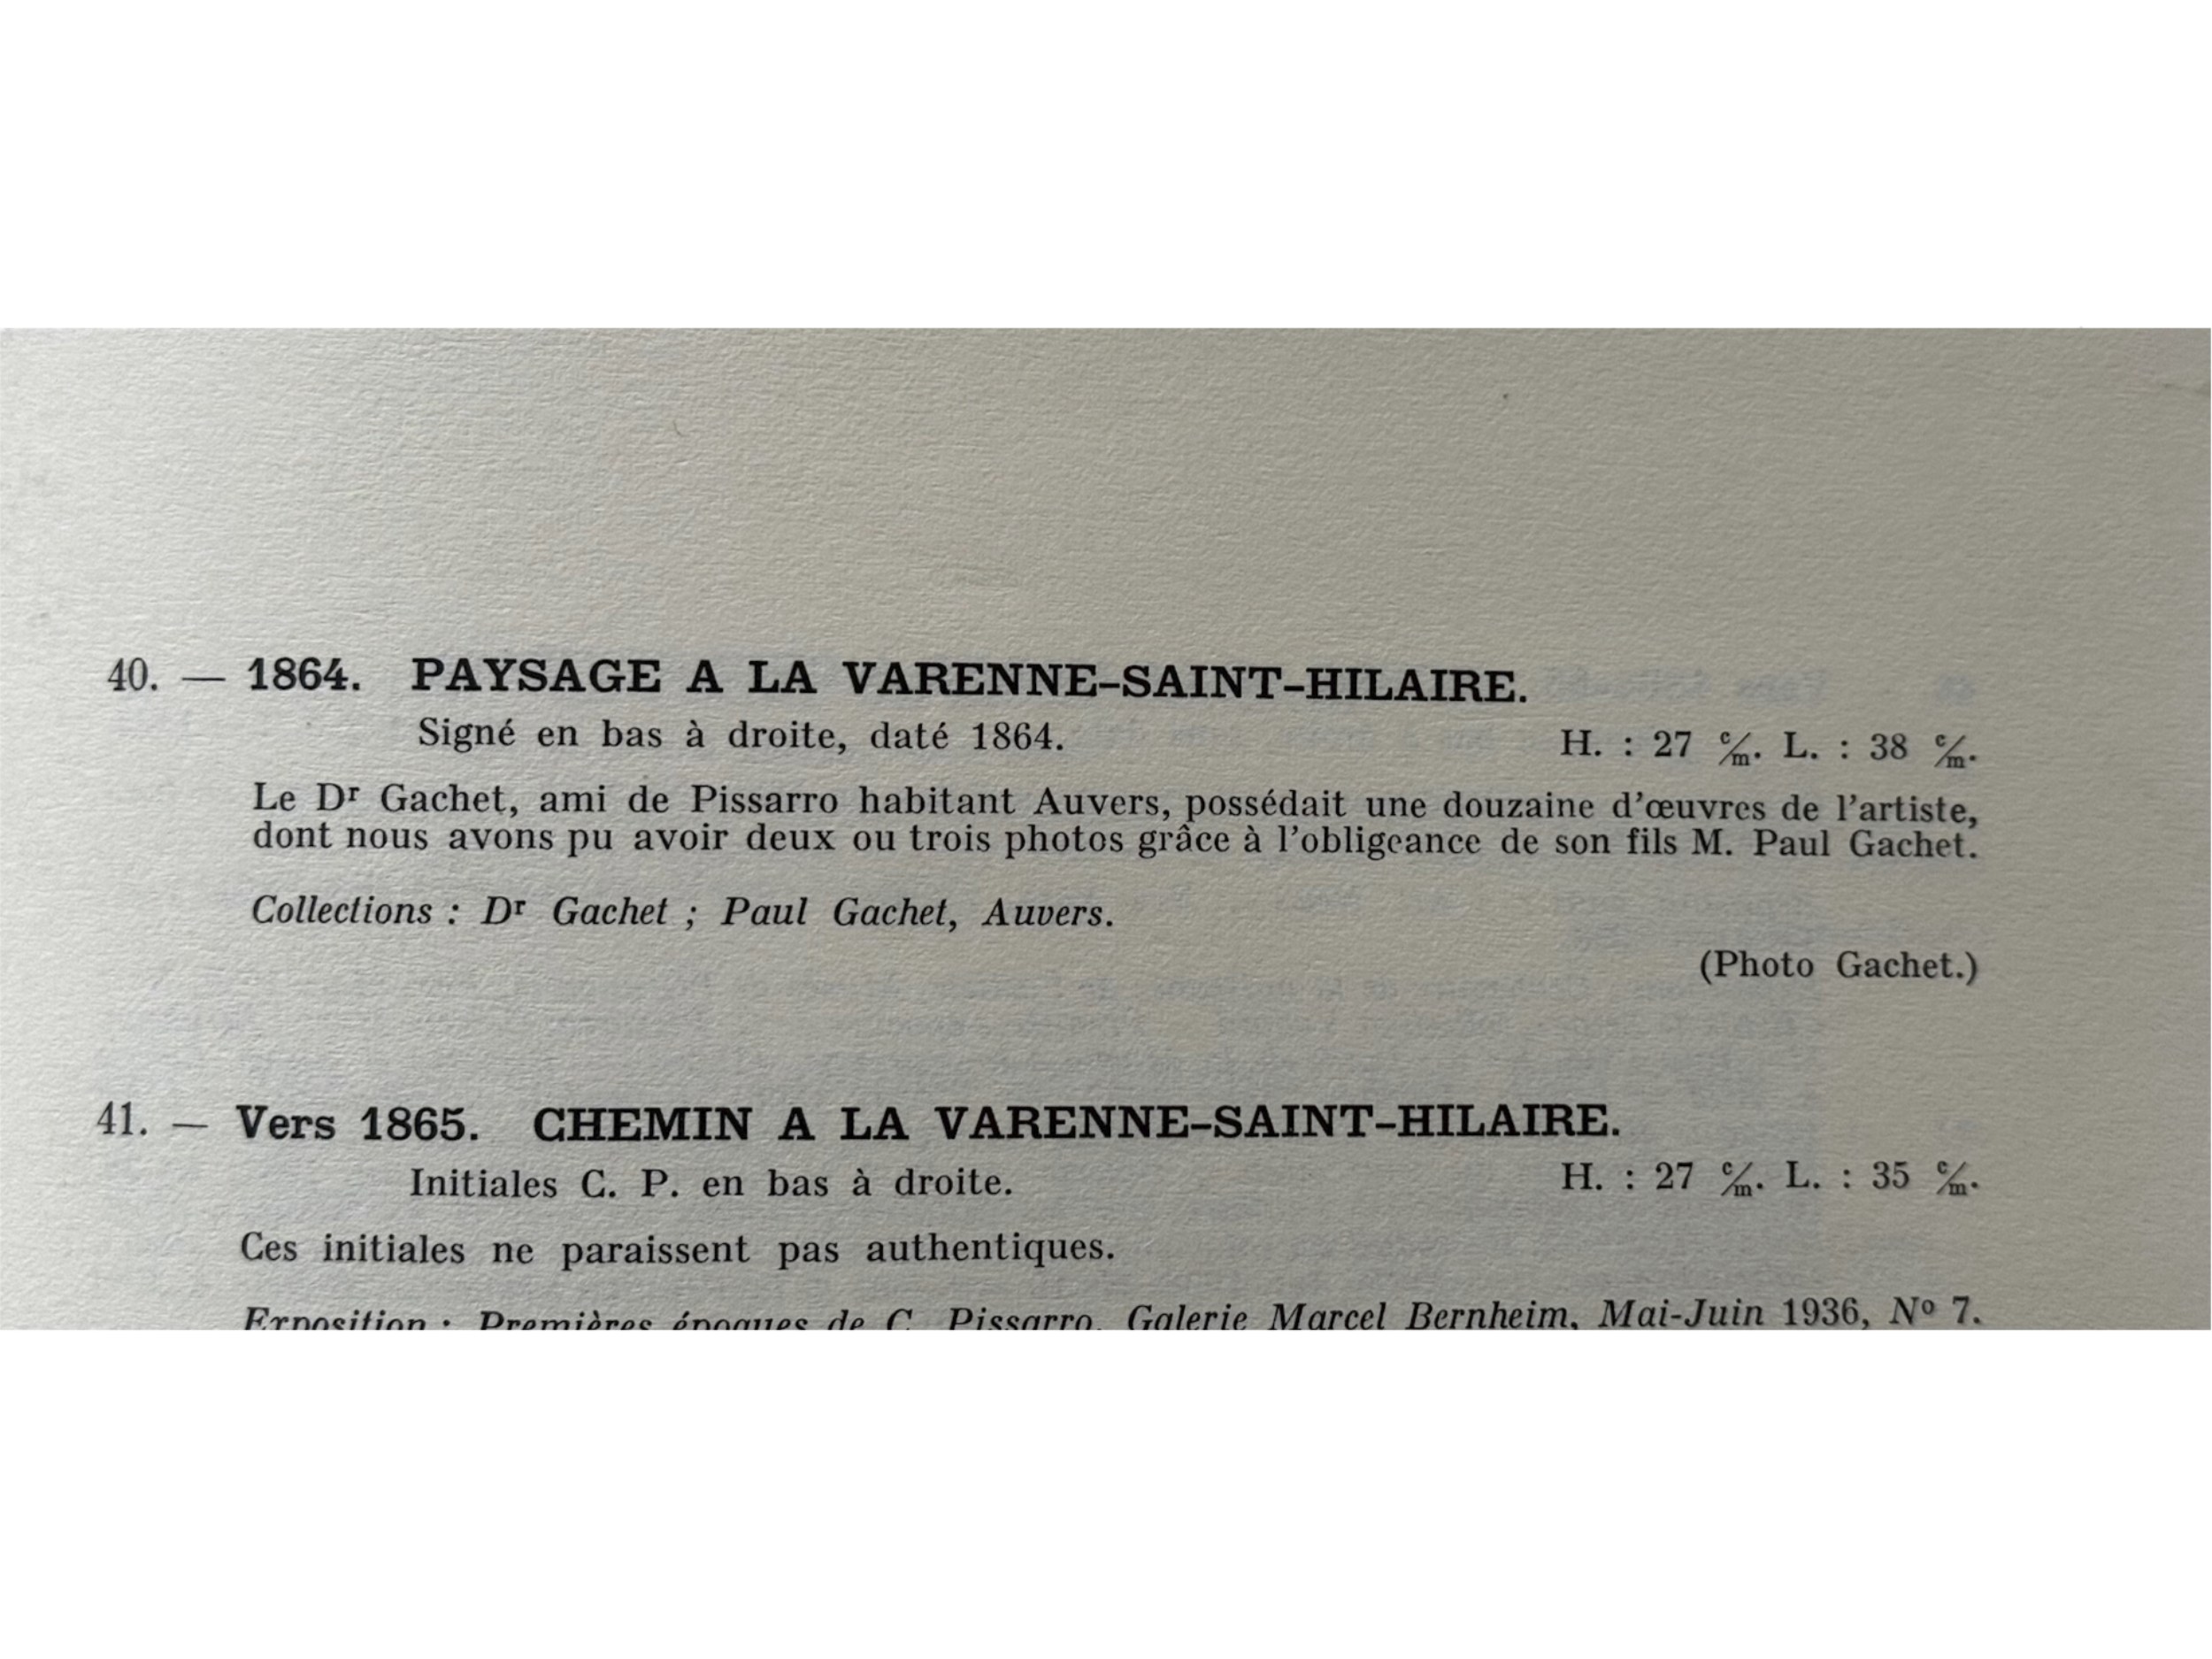 40. — 1864. PAYSAGE A LA VARENNE-SAINT-HILAIRE.
Signé en bas à droite, daté 1864. H. : 27 c/m. L. : 38 c/m.
Le Dr Gachet, ami de Pissarro habitant Auvers, possédait une douzaine d'œuvres de l'artiste,
dont nous avons pu avoir deux ou trois photos grâce à l'obligeance de son fils M. Paul Gachet.
Collections : Dr Gachet ; Paul Gachet, Auvers.
(Photo Gachet.)
41. — Vers 1865. CHEMIN A LA VARENNE-SAINT-HILAIRE.
Initiales C. P. en bas à droite. H. : 27 c/m. L. : 35 c/m.
Ces initiales ne paraissent pas authentiques.
Exposition : Premières époques de C. Pissarro, Galerie Marcel Bernheim, Mai-Juin 1936, No 7.